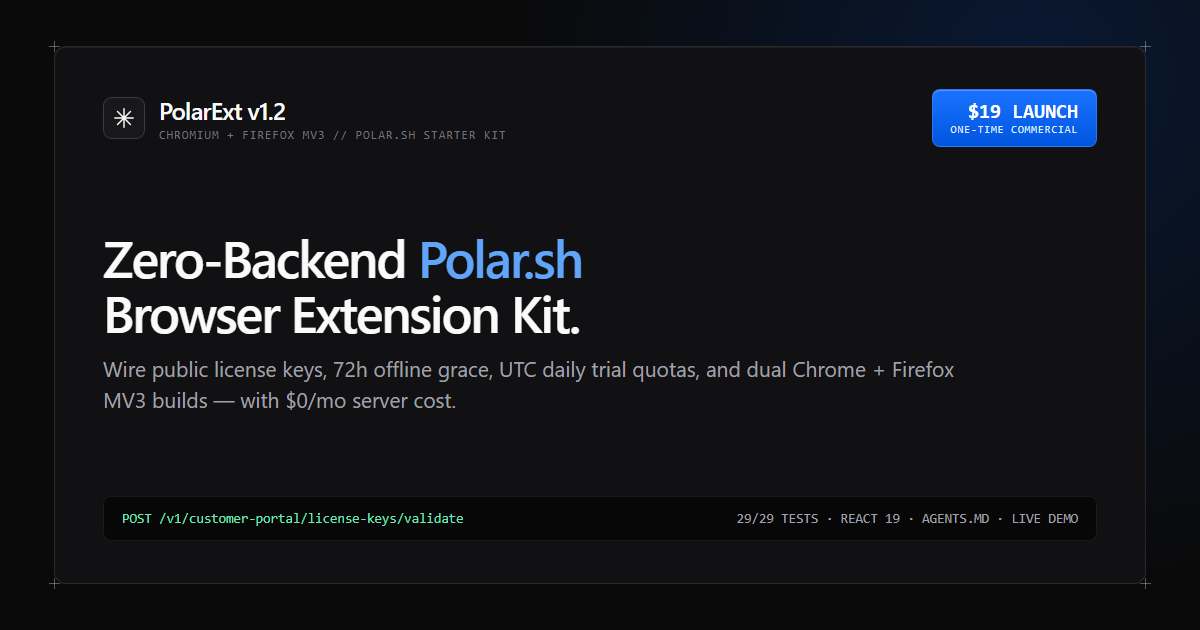 PolarExt v1.2
CHROMIUM + FIREFOX MV3 // POLAR.SH STARTER KIT
$19 LAUNCH
ONE-TIME COMMERCIAL
Zero-Backend Polar.sh
Browser Extension Kit.
Wire public license keys, 72h offline grace, UTC daily trial quotas, and dual Chrome + Firefox
MV3 builds — with $0/mo server cost.
POST /v1/customer-portal/license-keys/validate
29/29 TESTS · REACT 19 · AGENTS.MD · LIVE DEMO